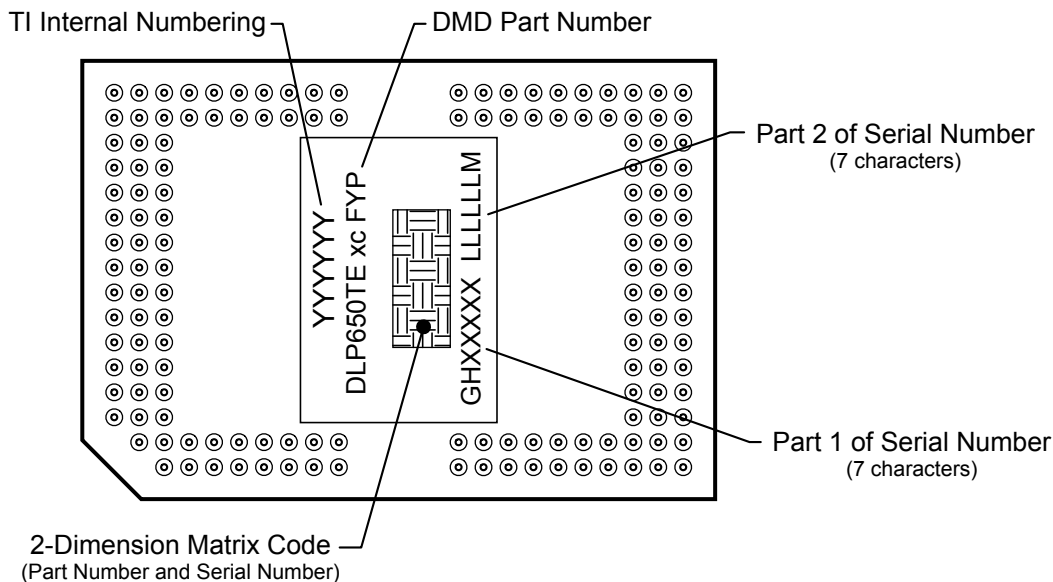 TI Internal Numbering
DMD Part Number
Part 2 of Serial Number
(7 characters)
YYYYYY
DLP650TE xc FYP
GHXXXXX LLLLLLM
Part 1 of Serial Number
(7 characters)
2-Dimension Matrix Code
(Part Number and Serial Number)